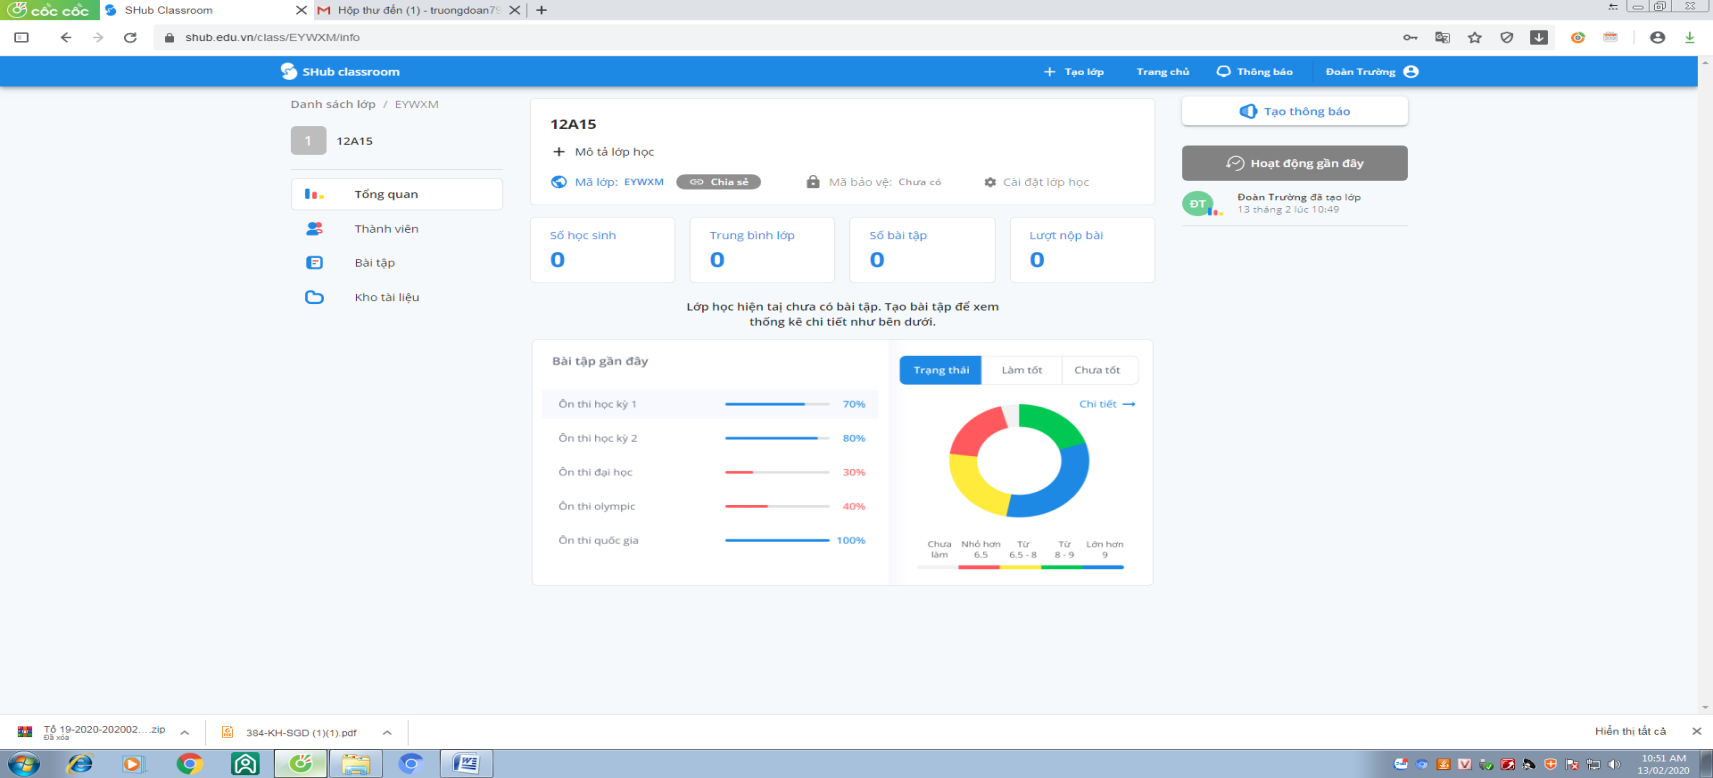 cốc cốc
SHub Classroom
Hộp thư đến (1) - truongdoan79
shub.edu.vn/class/EYWXM/info
SHub classroom
Tạo lớp
Trang chủ
Thông báo
Đoàn Trường
Danh sách lớp / EYWXM
1
12A15
Tổng quan
Thành viên
Bài tập
Kho tài liệu
12A15
+ Mô tả lớp học
Mã lớp: EYWXM
Chia sẻ
Mã bảo vệ: Chưa có
Cài đặt lớp học
Số học sinh
0
Trung bình lớp
0
Số bài tập
0
Lượt nộp bài
0
Lớp học hiện taị chưa có bài tập. Tạo bài tập để xem
thống kê chi tiết như bên dưới.
Bài tập gần đây
Ôn thi học kỳ 1 70%
Ôn thi học kỳ 2 80%
Ôn thi đại học 30%
Ôn thi olympic 40%
Ôn thi quốc gia 100%
Trạng thái
Làm tốt
Chưa tốt
Chi tiết →
Chưa làm
Nhỏ hơn 6.5
Từ 6.5 - 8
Từ 8 - 9
Lớn hơn 9
Tạo thông báo
Hoạt động gần đây
ĐT
Đoàn Trường đã tạo lớp
13 tháng 2 lúc 10:49
Tổ 19-2020-202002....zip
Đã xóa
384-KH-SGD (1)(1).pdf
Hiển thị tất cả
10:51 AM
13/02/2020